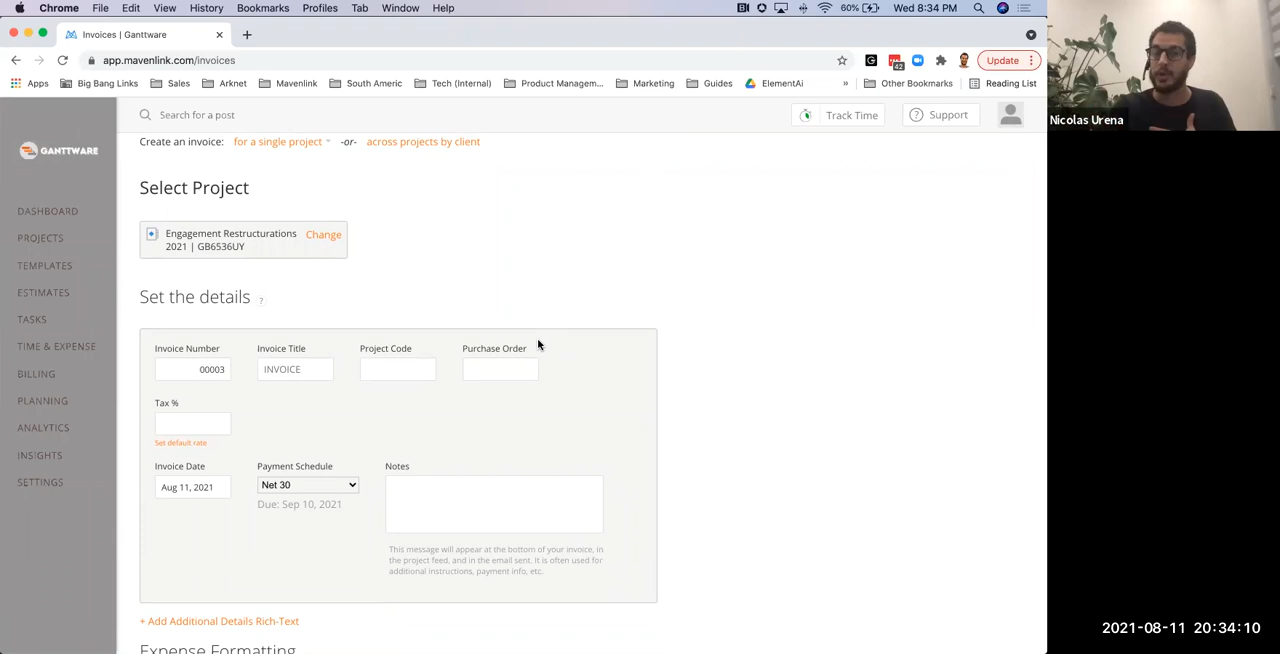 Chrome File Edit View History Bookmarks Profiles Tab Window Help 60% Wed 8:34 PM
Invoices | Ganttware
app.mavenlink.com/invoices
42
Update
Apps Big Bang Links Sales Arknet Mavenlink South Americ Tech (Internal) Product Managem... Marketing Guides ElementAi » Other Bookmarks Reading List
Nicolas Urena
GANTTWARE
Search for a post
Track Time
? Support
Create an invoice: for a single project -or- across projects by client
Select Project
Engagement Restructurations
2021 | GB6536UY
Change
DASHBOARD
PROJECTS
TEMPLATES
ESTIMATES
TASKS
TIME & EXPENSE
BILLING
PLANNING
ANALYTICS
INSIGHTS
SETTINGS
Set the details ?
Invoice Number Invoice Title Project Code Purchase Order
00003 INVOICE
Tax %
Set default rate
Invoice Date Payment Schedule Notes
Aug 11, 2021 Net 30
Due: Sep 10, 2021
This message will appear at the bottom of your invoice, in
the project feed, and in the email sent. It is often used for
additional instructions, payment info, etc.
+ Add Additional Details Rich-Text
Expense Formatting
2021-08-11 20:34:10